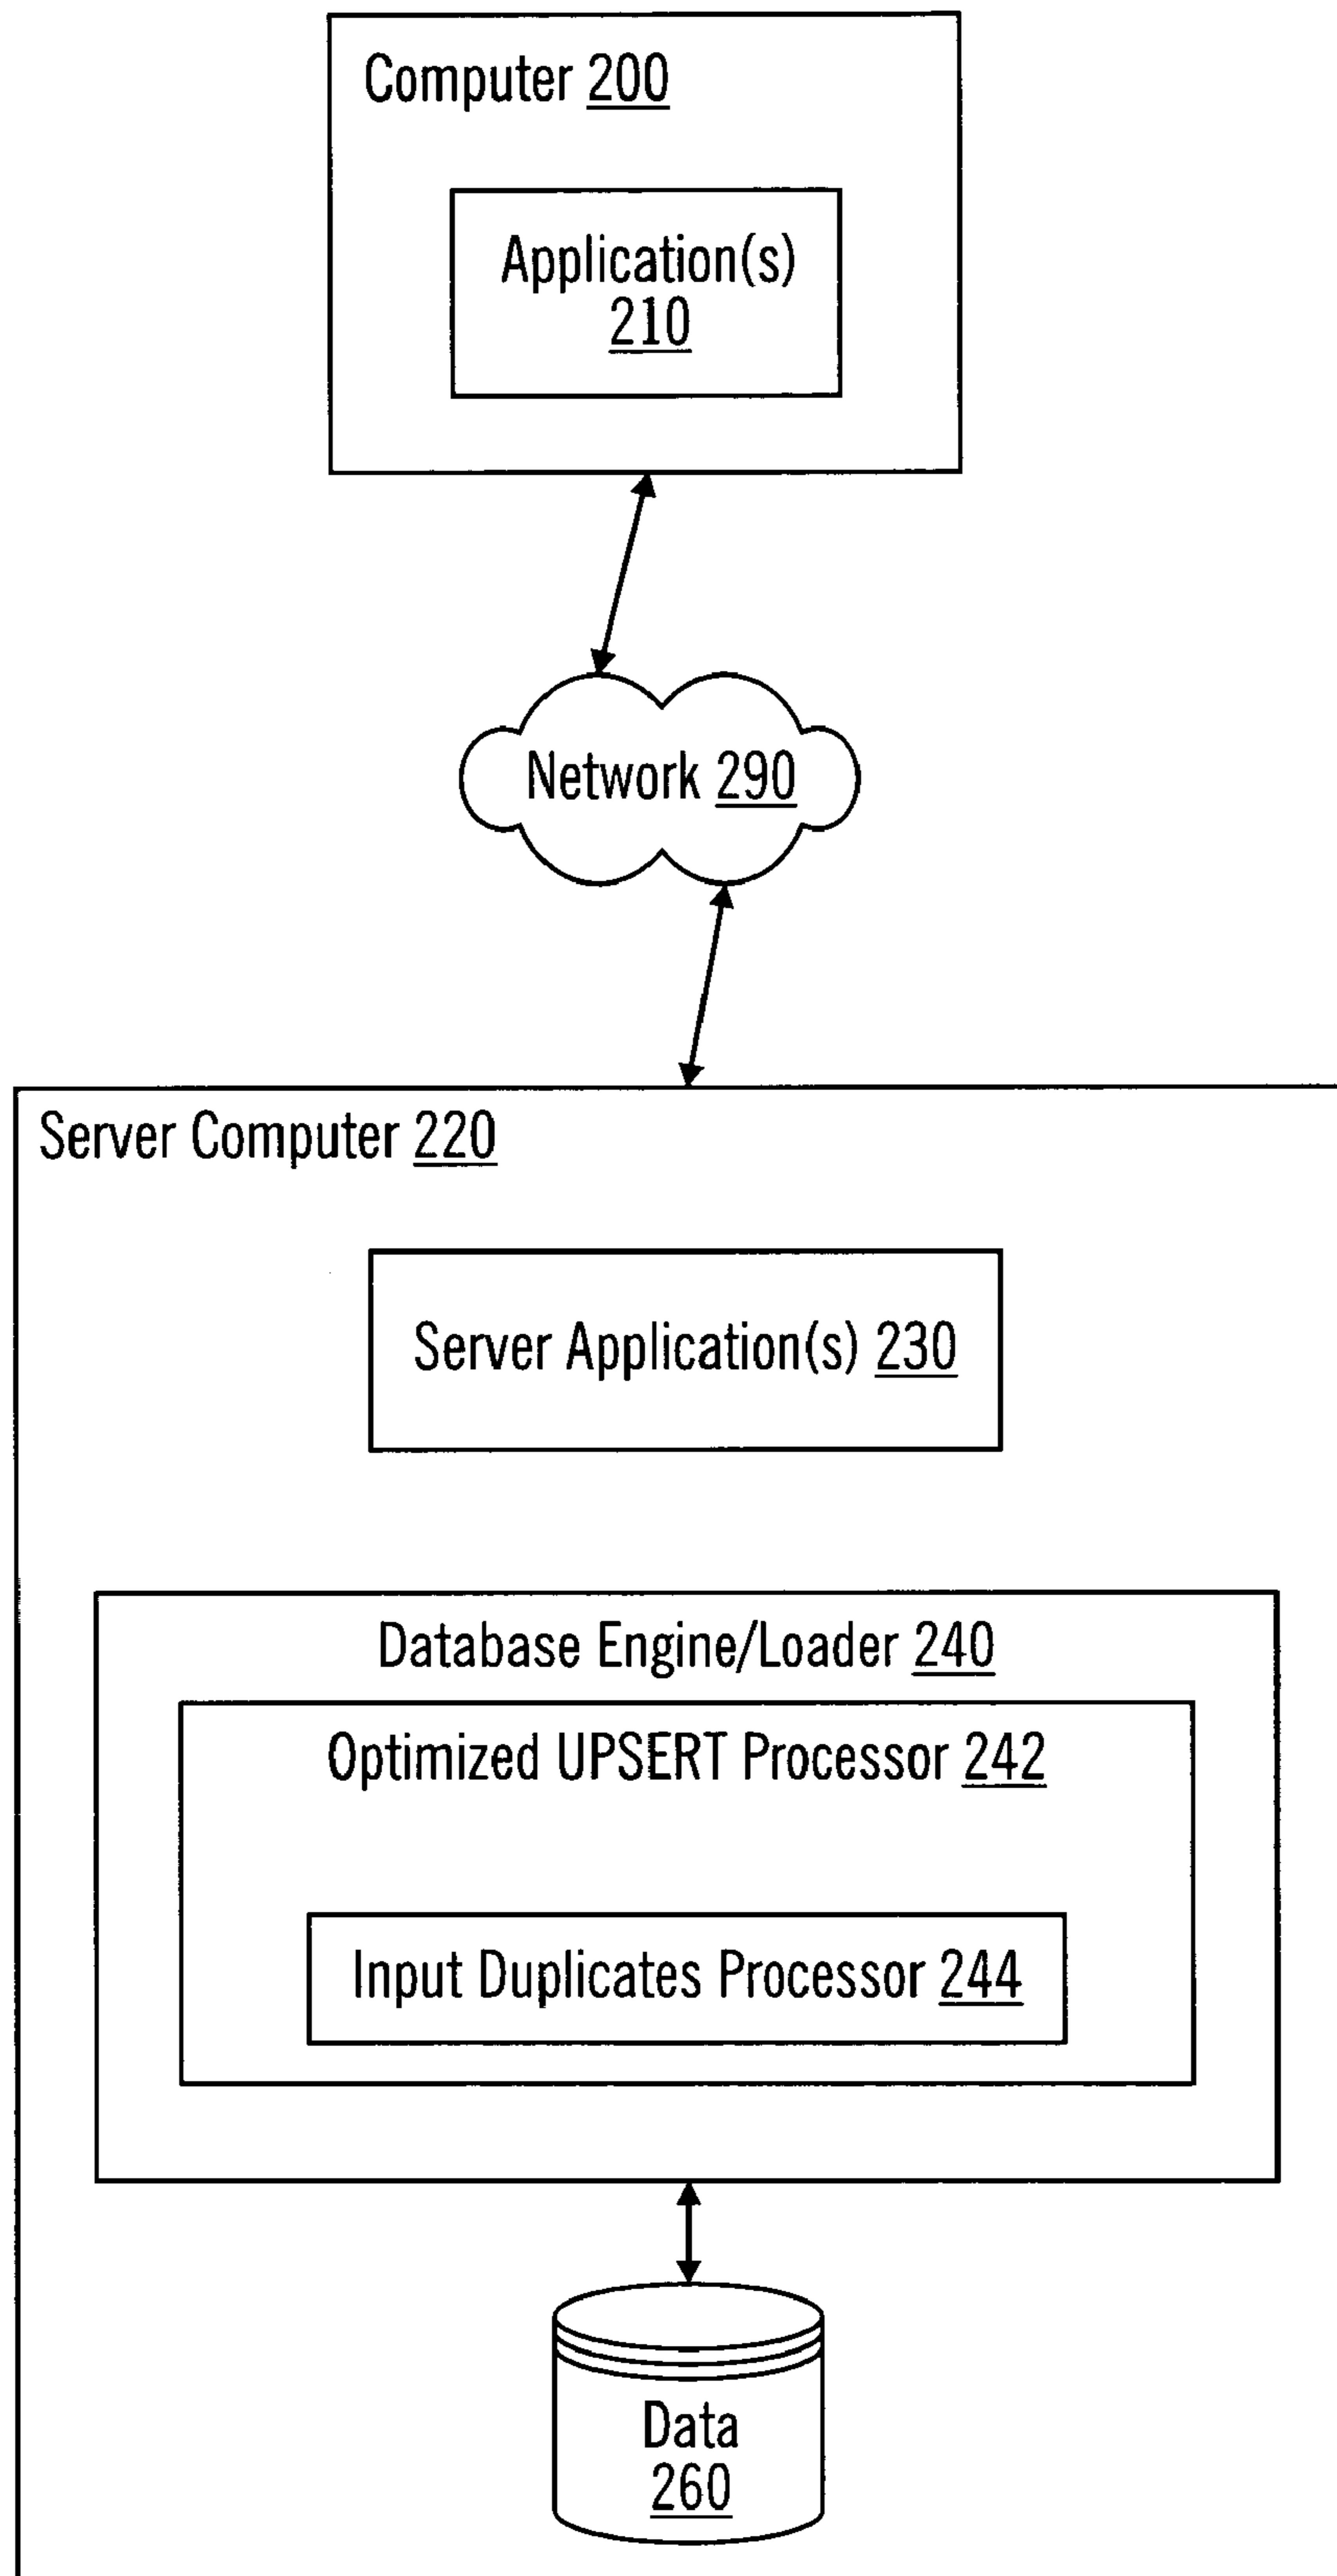 Computer 200
Application(s)
210
Network 290
Server Computer 220
Server Application(s) 230
Database Engine/Loader 240
Optimized UPSERT Processor 242
Input Duplicates Processor 244
Data
260